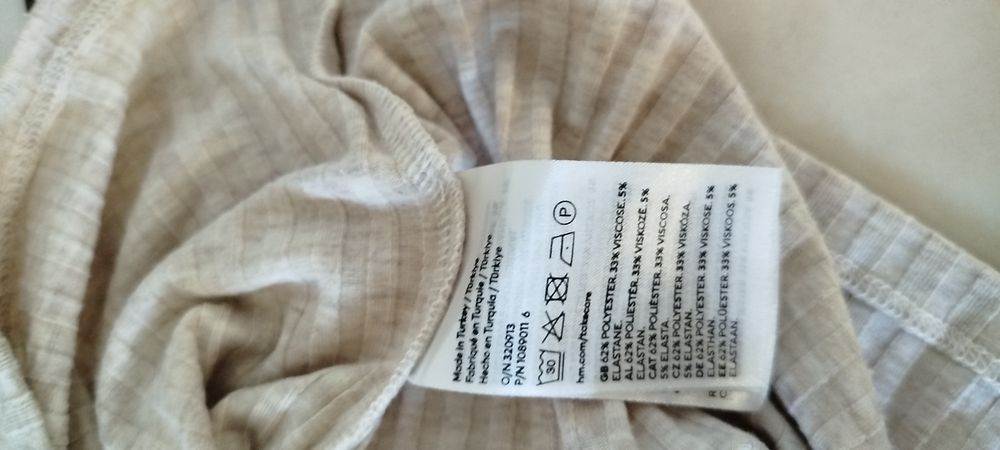 Made in Turkey / Türkiye
Fabriqué en Turquie / Türkiye
Hecho en Turquía / Türkiye
O/N 320913
P/N 1089011 6
30
P
hm.com/takecare
GB 62% POLYESTER. 33% VISCOSE. 5%
ELASTANE.
AL 62% POLIESTËR. 33% VISKOZË. 5%
ELASTAN.
CAT 62% POLIÈSTER. 33% VISCOSA.
5% ELASTA.
CZ 62% POLYESTER. 33% VISKÓZA.
5% ELASTAN.
DE 62% POLYESTER. 33% VISKOSE. 5%
ELASTHAN
EE 62% POLÜESTER. 33% VISKOOS. 5%
ELASTAAN